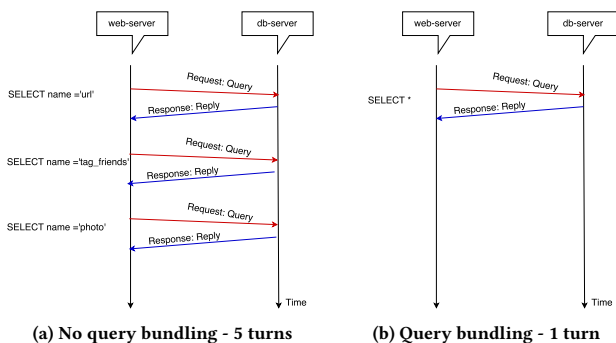 web-server
db-server
SELECT name ='url'
Request: Query
Response: Reply
SELECT name ='tag_friends'
Request: Query
Response: Reply
SELECT name ='photo'
Request: Query
Response: Reply
Time
(a) No query bundling - 5 turns
web-server
db-server
SELECT *
Request: Query
Response: Reply
Time
(b) Query bundling - 1 turn